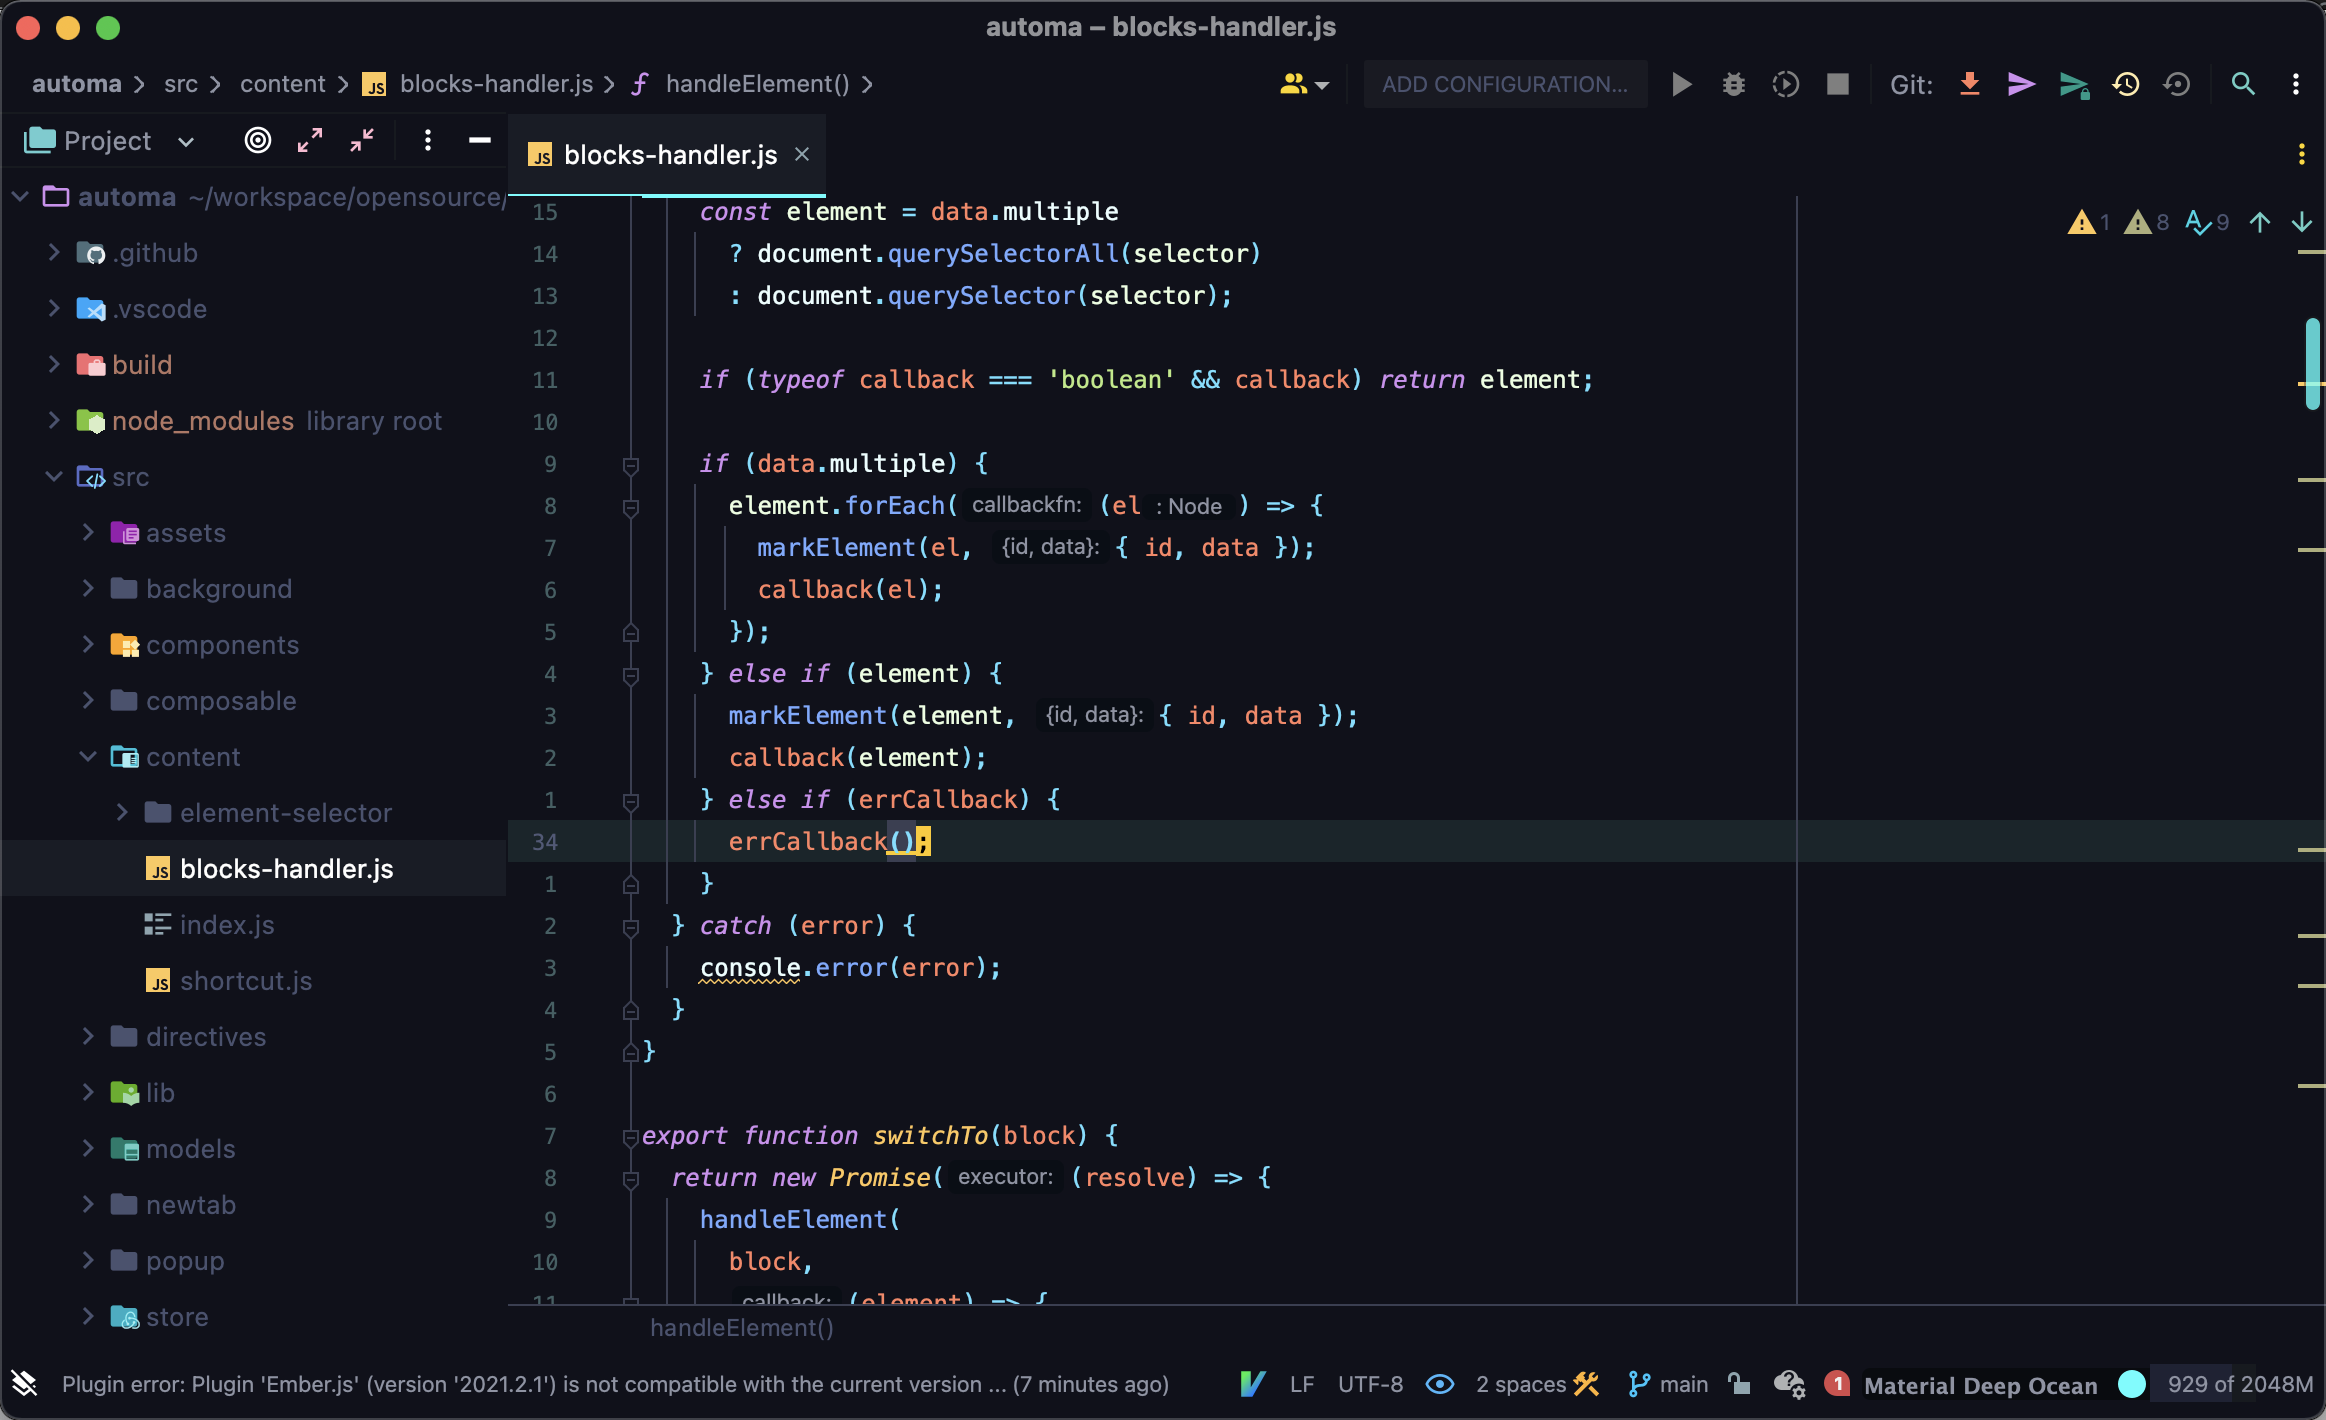 automa – blocks-handler.js
automa src content JS blocks-handler.js f handleElement()
ADD CONFIGURATION... Git:
Project
JS blocks-handler.js
automa ~/workspace/opensource/
.github
.vscode
build
node_modules library root
src
assets
background
components
composable
content
element-selector
JS blocks-handler.js
index.js
JS shortcut.js
directives
lib
models
newtab
popup
store
1 8 9
15 const element = data.multiple
14 ? document.querySelectorAll(selector)
13 : document.querySelector(selector);
12
11 if (typeof callback === 'boolean' && callback) return element;
10
9 if (data.multiple) {
8 element.forEach( callbackfn: (el : Node ) => {
7 markElement(el, {id, data}: { id, data });
6 callback(el);
5 });
4 } else if (element) {
3 markElement(element, {id, data}: { id, data });
2 callback(element);
1 } else if (errCallback) {
34 errCallback();
1 }
2 } catch (error) {
3 console.error(error);
4 }
5 }
6
7 export function switchTo(block) {
8 return new Promise( executor: (resolve) => {
9 handleElement(
10 block,
11 callback: (element) => {
handleElement()
Plugin error: Plugin 'Ember.js' (version '2021.2.1') is not compatible with the current version ... (7 minutes ago) LF UTF-8 2 spaces main 1 Material Deep Ocean 929 of 2048M